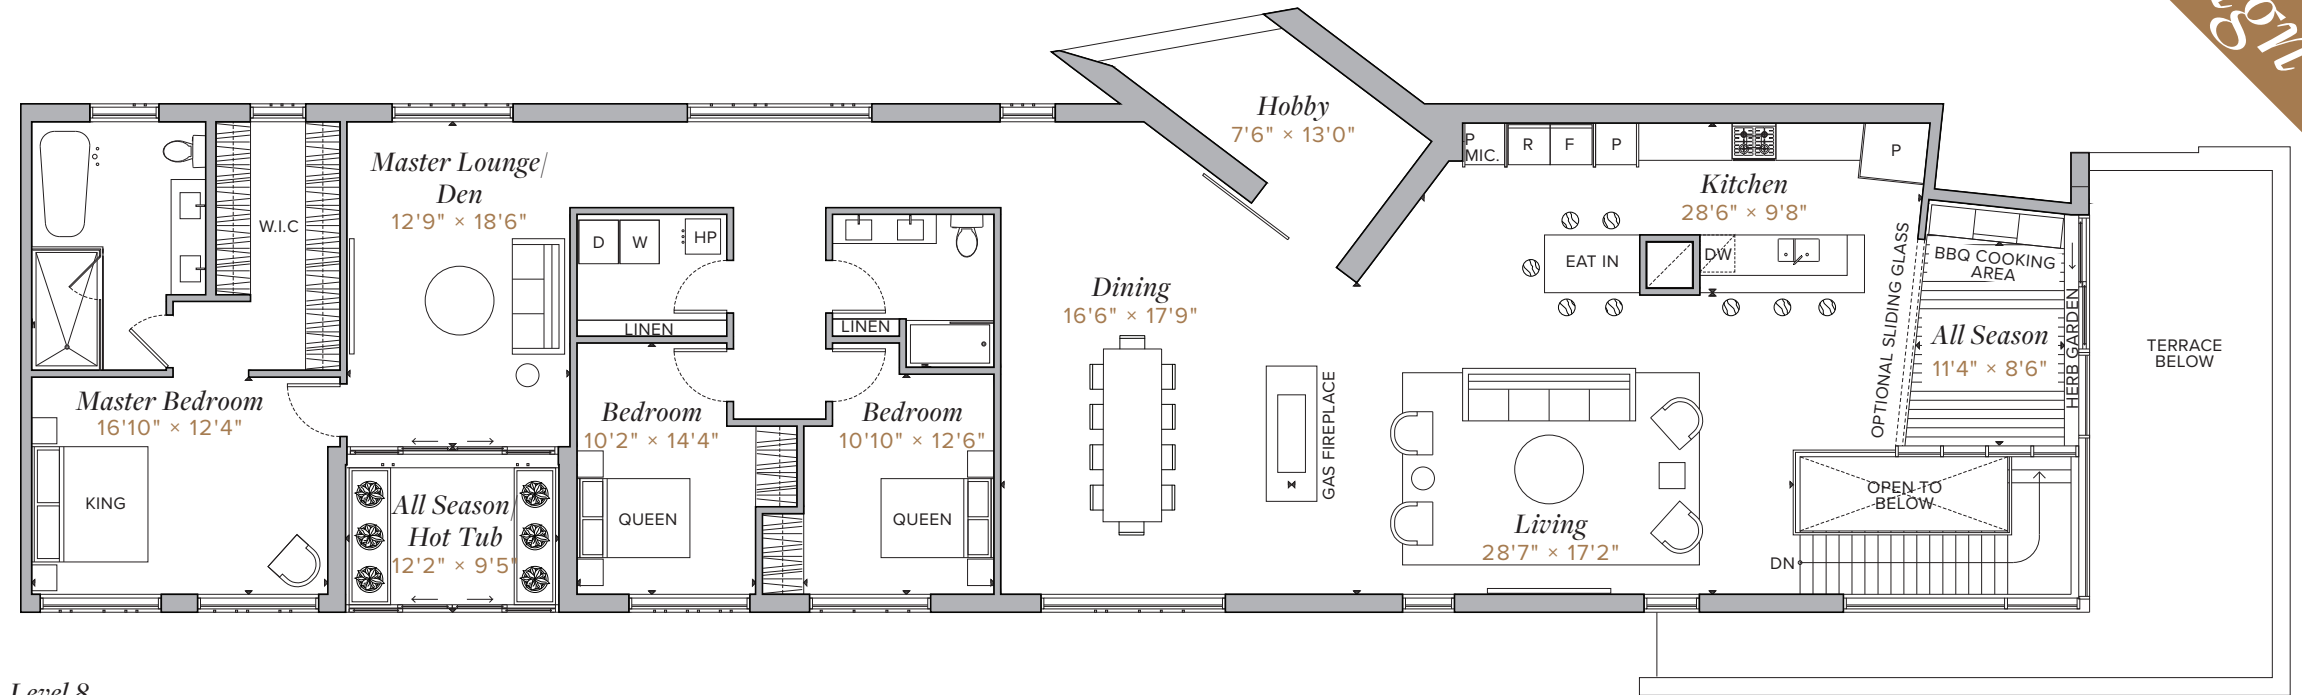 Hobby
7'6" × 13'0"
Master Lounge/
Den
12'9" × 18'6"
W.I.C
D
W
HP
LINEN
LINEN
P
MIC.
R
F
P
P
Kitchen
28'6" × 9'8"
EAT IN
DW
OPTIONAL SLIDING GLASS
BBQ COOKING
AREA
HERB GARDEN
All Season
11'4" × 8'6"
TERRACE
BELOW
Dining
16'6" × 17'9"
GAS FIREPLACE
Master Bedroom
16'10" × 12'4"
KING
All Season/
Hot Tub
12'2" × 9'5"
Bedroom
10'2" × 14'4"
QUEEN
Bedroom
10'10" × 12'6"
QUEEN
Living
28'7" × 17'2"
OPEN TO
BELOW
DN
Level 8